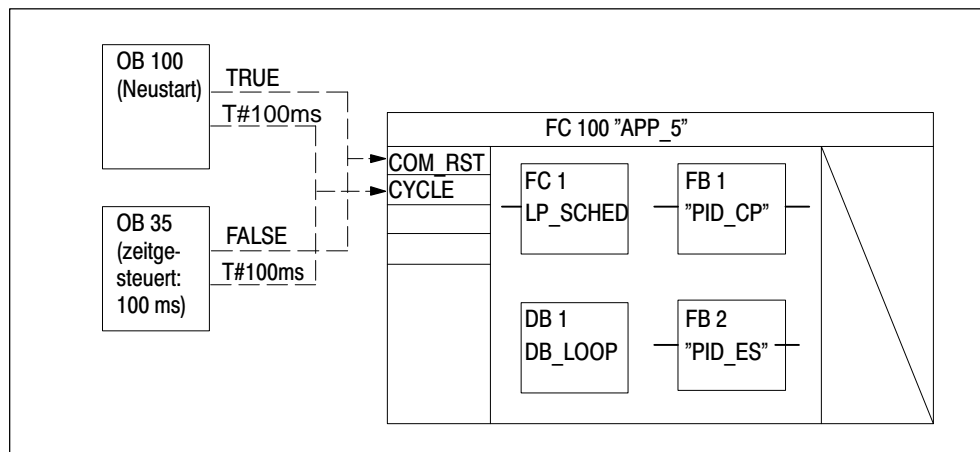 OB 100
(Neustart)
TRUE
T#100ms
OB 35
(zeitge-
steuert:
100 ms)
FALSE
T#100ms
FC 100 ”APP_5”
COM_RST
CYCLE
FC 1
LP_SCHED
FB 1
”PID_CP”
DB 1
DB_LOOP
FB 2
”PID_ES”